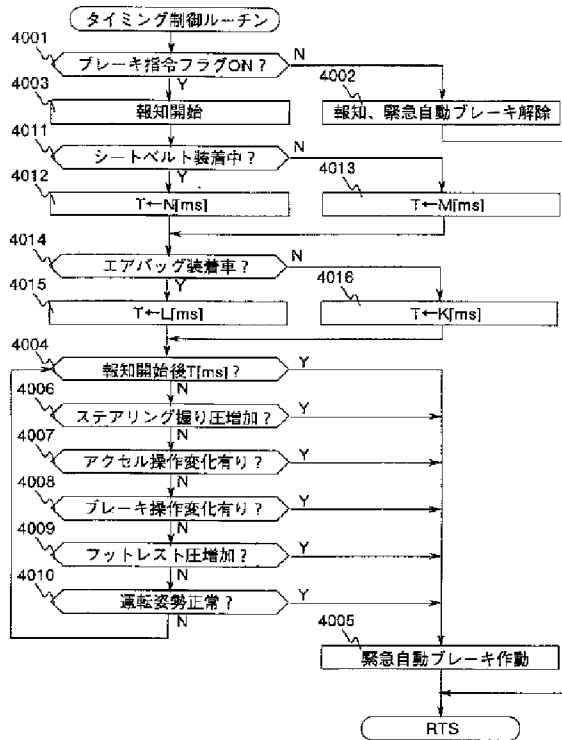 タイミング制御ルーチン
4001
ブレーキ指令フラグON？
N
4002
Y
4003
報知開始
報知、緊急自動ブレーキ解除
4011
シートベルト装着中？
N
4012
Y
4013
T←N[ms]
T←M[ms]
4014
エアバッグ装着車？
N
4015
Y
4016
T←L[ms]
T←K[ms]
4004
報知開始後T[ms]？
Y
4006
N
ステアリング握り圧増加？
Y
4007
N
アクセル操作変化有り？
Y
4008
N
ブレーキ操作変化有り？
Y
4009
N
フットレスト圧増加？
Y
4010
N
運転姿勢正常？
Y
N
4005
緊急自動ブレーキ作動
RTS